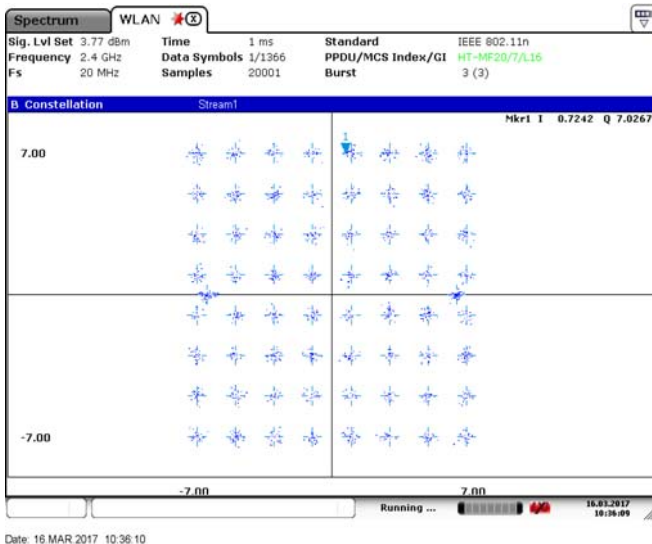 Spectrum WLAN
Sig. Lvl Set 3.77 dBm Time 1 ms Standard IEEE 802.11n
Frequency 2.4 GHz Data Symbols 1/1366 PPDU/MCS Index/GI HT-MF20/7/L16
Fs 20 MHz Samples 20001 Burst 3 (3)
B Constellation Stream1
Mkr1 I 0.7242 Q 7.0267
1
7.00
-7.00
-7.00 7.00
Running ... 16.03.2017
10:36:09
Date: 16.MAR.2017 10:36:10